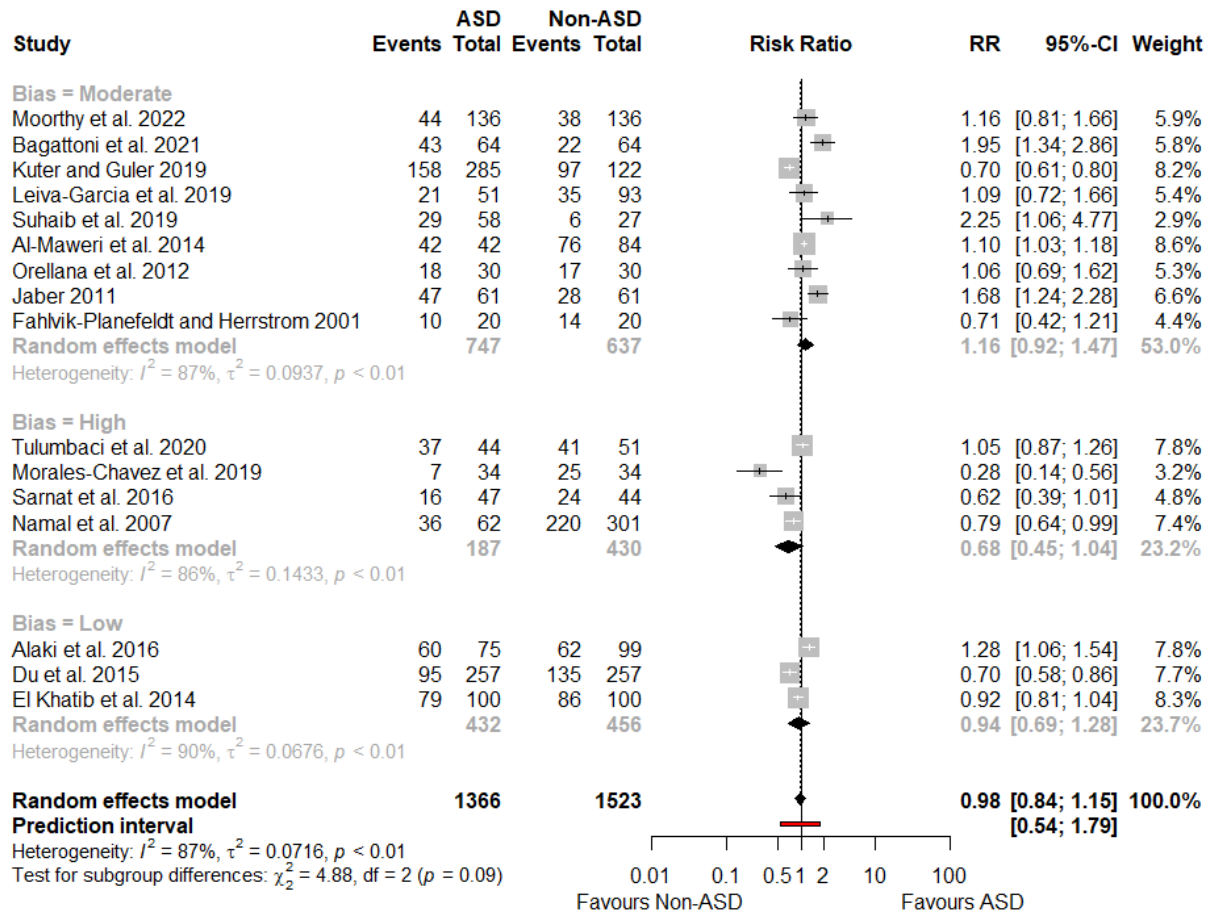 ASD Non-ASD
Study Events Total Events Total Risk Ratio RR 95%-CI Weight
Bias = Moderate
Moorthy et al. 2022 44 136 38 136 1.16 [0.81; 1.66] 5.9%
Bagattoni et al. 2021 43 64 22 64 1.95 [1.34; 2.86] 5.8%
Kuter and Guler 2019 158 285 97 122 0.70 [0.61; 0.80] 8.2%
Leiva-Garcia et al. 2019 21 51 35 93 1.09 [0.72; 1.66] 5.4%
Suhaib et al. 2019 29 58 6 27 2.25 [1.06; 4.77] 2.9%
Al-Maweri et al. 2014 42 42 76 84 1.10 [1.03; 1.18] 8.6%
Orellana et al. 2012 18 30 17 30 1.06 [0.69; 1.62] 5.3%
Jaber 2011 47 61 28 61 1.68 [1.24; 2.28] 6.6%
Fahlvik-Planefeldt and Herrstrom 2001 10 20 14 20 0.71 [0.42; 1.21] 4.4%
Random effects model 747 637 1.16 [0.92; 1.47] 53.0%
Heterogeneity: I² = 87%, τ² = 0.0937, p < 0.01
Bias = High
Tulumbaci et al. 2020 37 44 41 51 1.05 [0.87; 1.26] 7.8%
Morales-Chavez et al. 2019 7 34 25 34 0.28 [0.14; 0.56] 3.2%
Sarnat et al. 2016 16 47 24 44 0.62 [0.39; 1.01] 4.8%
Namal et al. 2007 36 62 220 301 0.79 [0.64; 0.99] 7.4%
Random effects model 187 430 0.68 [0.45; 1.04] 23.2%
Heterogeneity: I² = 86%, τ² = 0.1433, p < 0.01
Bias = Low
Alaki et al. 2016 60 75 62 99 1.28 [1.06; 1.54] 7.8%
Du et al. 2015 95 257 135 257 0.70 [0.58; 0.86] 7.7%
El Khatib et al. 2014 79 100 86 100 0.92 [0.81; 1.04] 8.3%
Random effects model 432 456 0.94 [0.69; 1.28] 23.7%
Heterogeneity: I² = 90%, τ² = 0.0676, p < 0.01
Random effects model 1366 1523 0.98 [0.84; 1.15] 100.0%
Prediction interval [0.54; 1.79]
Heterogeneity: I² = 87%, τ² = 0.0716, p < 0.01
Test for subgroup differences: χ²₂ = 4.88, df = 2 (p = 0.09)
0.01 0.1 0.5 1 2 10 100
Favours Non-ASD Favours ASD